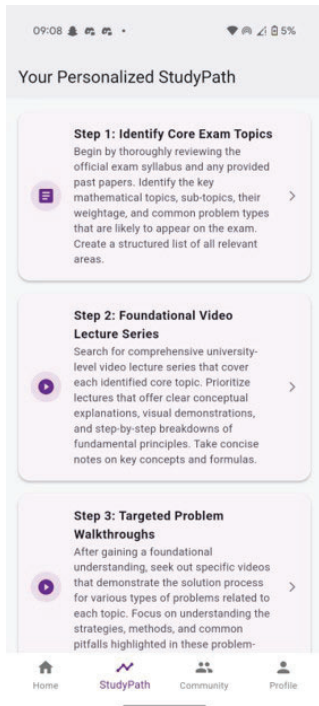 09:08
5%
Your Personalized StudyPath
Step 1: Identify Core Exam Topics
Begin by thoroughly reviewing the
official exam syllabus and any provided
past papers. Identify the key
mathematical topics, sub-topics, their
weightage, and common problem types
that are likely to appear on the exam.
Create a structured list of all relevant
areas.
Step 2: Foundational Video
Lecture Series
Search for comprehensive university-
level video lecture series that cover
each identified core topic. Prioritize
lectures that offer clear conceptual
explanations, visual demonstrations,
and step-by-step breakdowns of
fundamental principles. Take concise
notes on key concepts and formulas.
Step 3: Targeted Problem
Walkthroughs
After gaining a foundational
understanding, seek out specific videos
that demonstrate the solution process
for various types of problems related to
each topic. Focus on understanding the
strategies, methods, and common
pitfalls highlighted in these problem-
Home StudyPath Community Profile